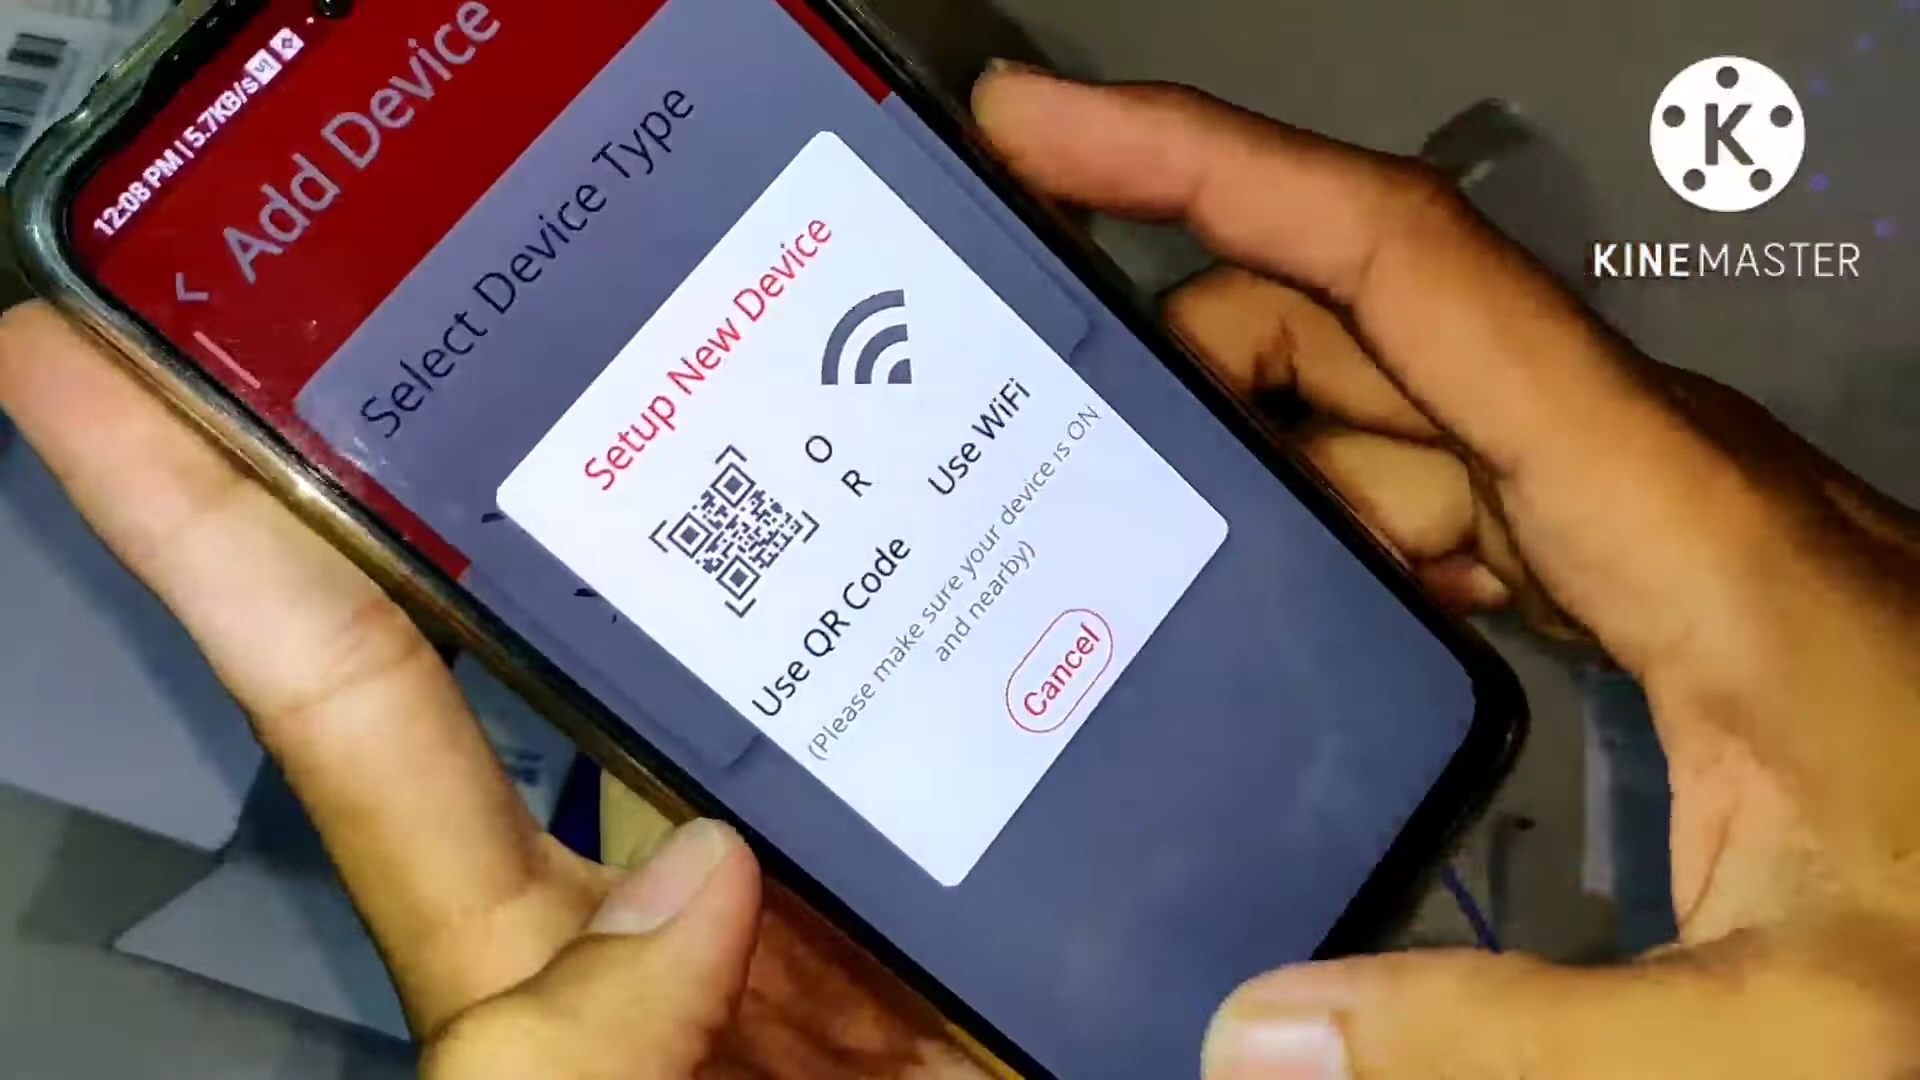 12:08 PM | 5.7KB/s
Add Device
Select Device Type
Setup New Device
O
R
Use QR Code
Use WiFi
(Please make sure your device is ON
and nearby)
Cancel
K
KINEMASTER